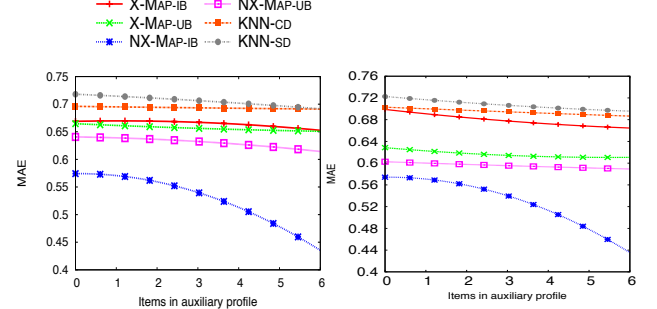 X-MAP-IB NX-MAP-UB
X-MAP-UB KNN-CD
NX-MAP-IB KNN-SD
0.75
0.7
0.65
0.6
0.55
0.5
0.45
0.4
MAE
0 1 2 3 4 5 6
Items in auxiliary profile
0.76
0.72
0.68
0.64
0.6
0.56
0.52
0.48
0.44
0.4
MAE
0 1 2 3 4 5 6
Items in auxiliary profile